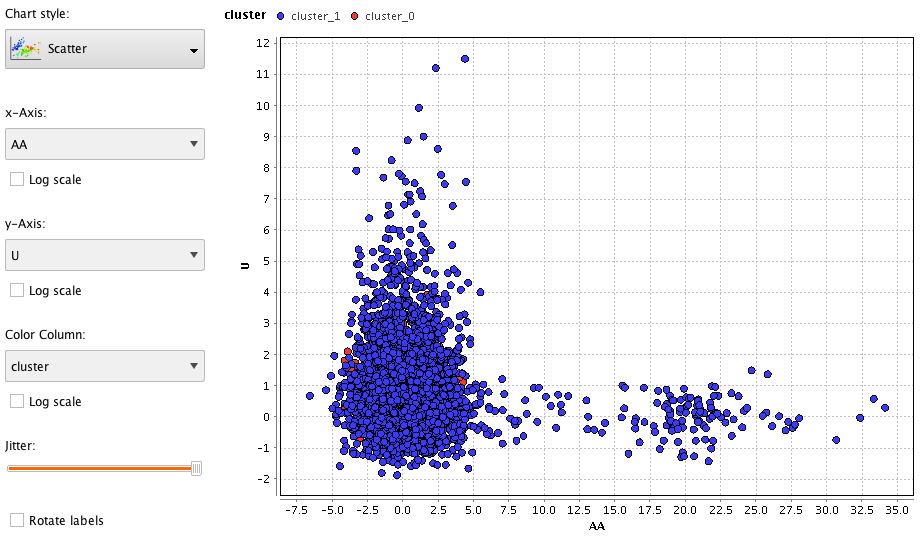 Chart style:
Scatter
x-Axis:
AA
Log scale
y-Axis:
U
Log scale
Color Column:
cluster
Log scale
Jitter:
Rotate labels
cluster cluster_1 cluster_0
12
11
10
9
8
7
6
5
4
3
2
1
0
-1
-2
U
-7.5 -5.0 -2.5 0.0 2.5 5.0 7.5 10.0 12.5 15.0 17.5 20.0 22.5 25.0 27.5 30.0 32.5 35.0
AA